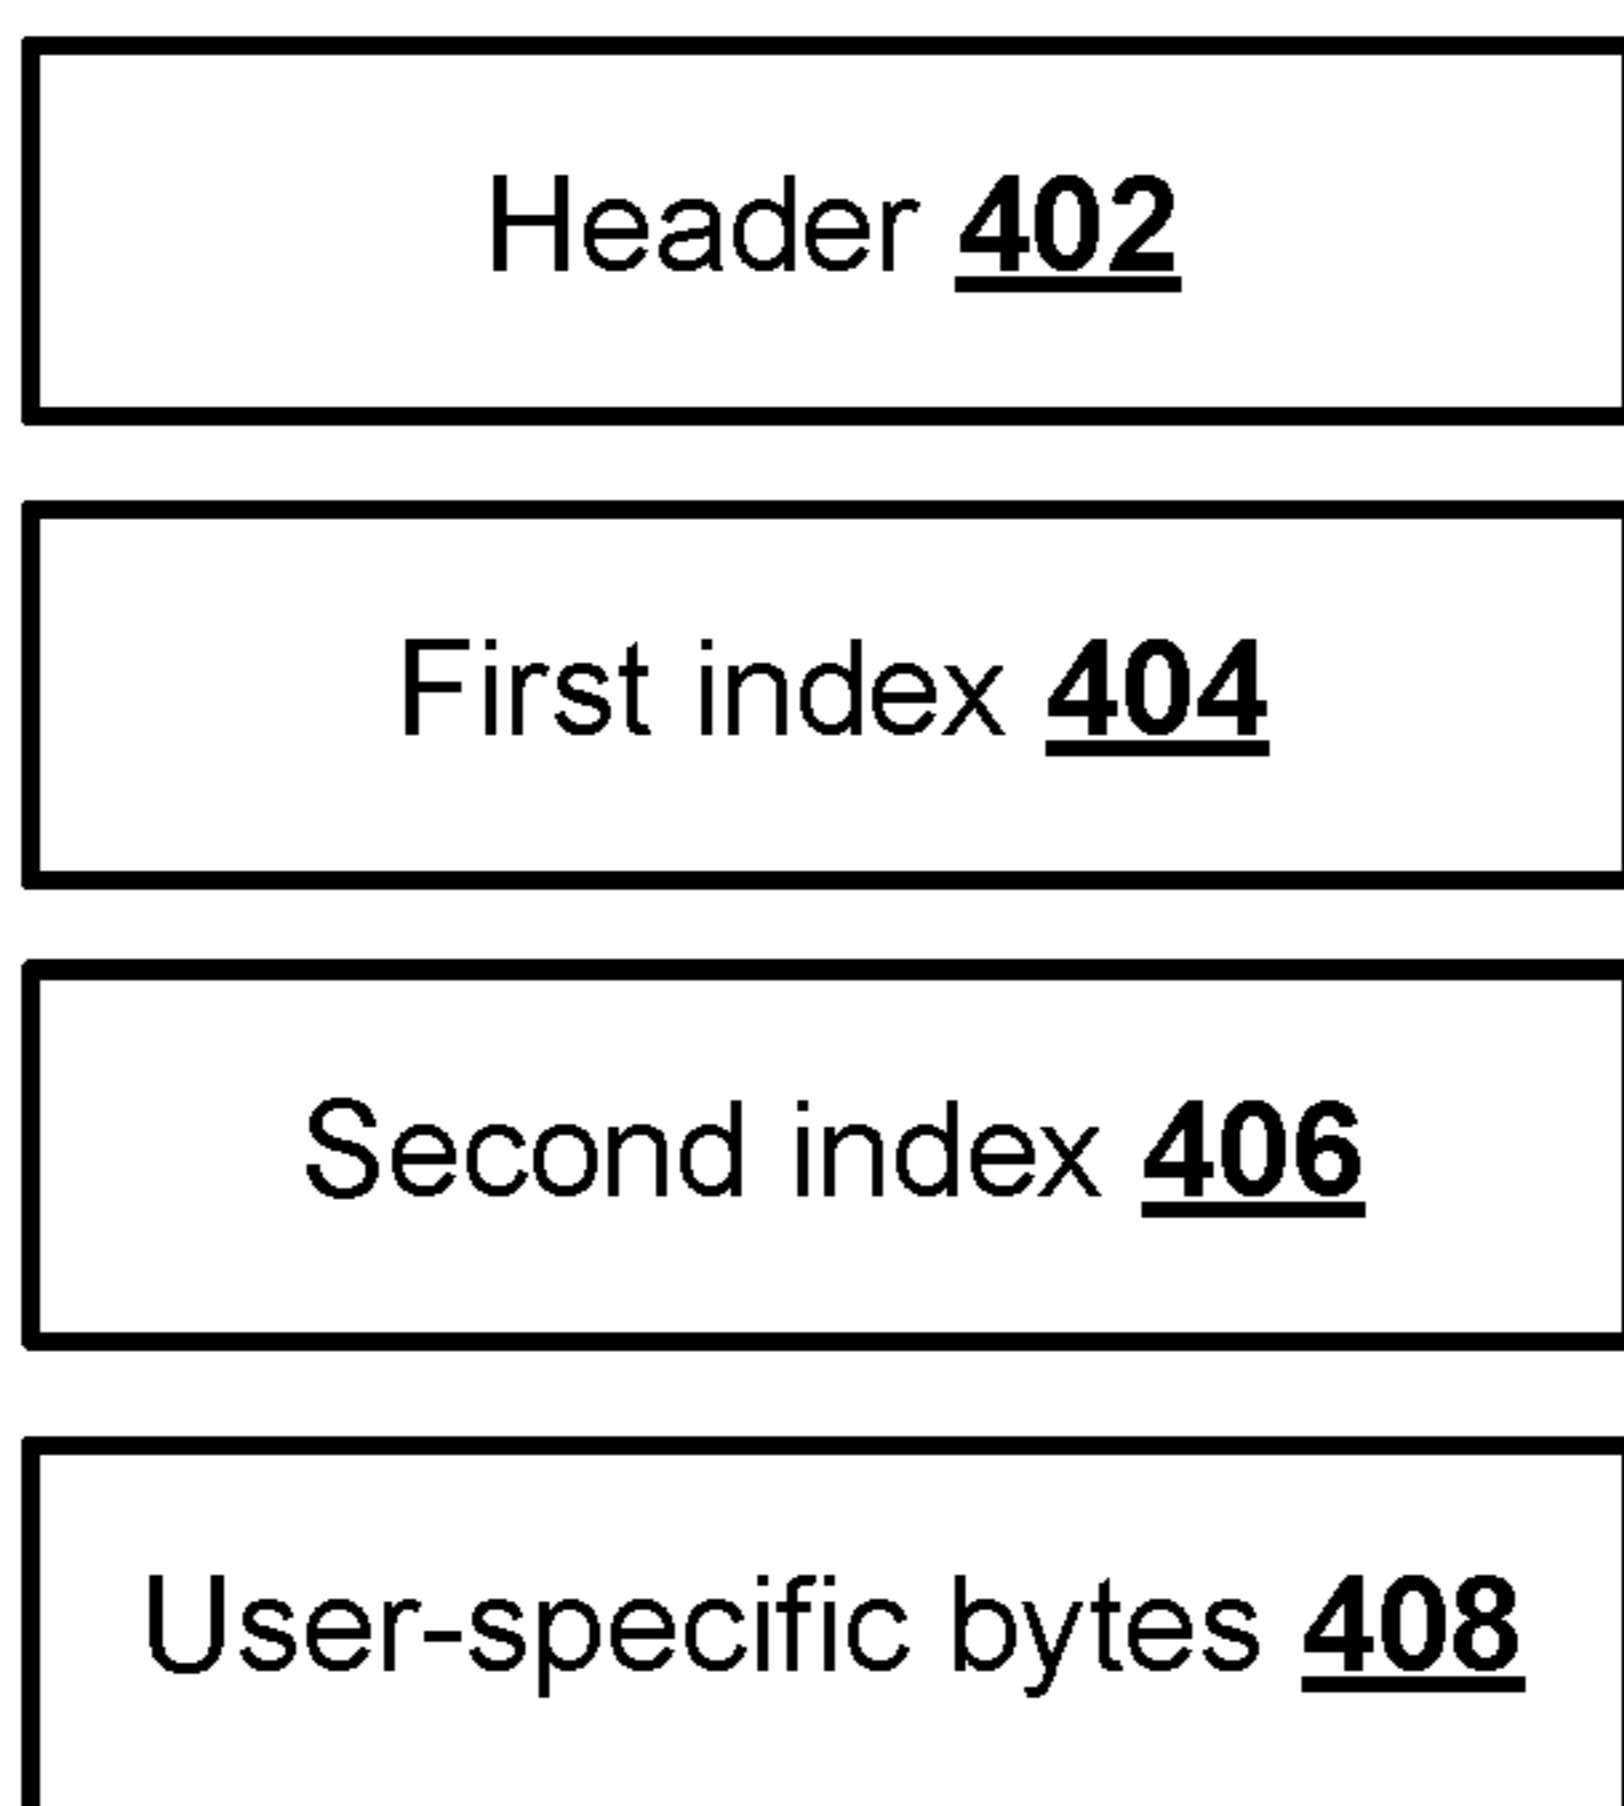 Header 402
First index 404
Second index 406
User-specific bytes 408